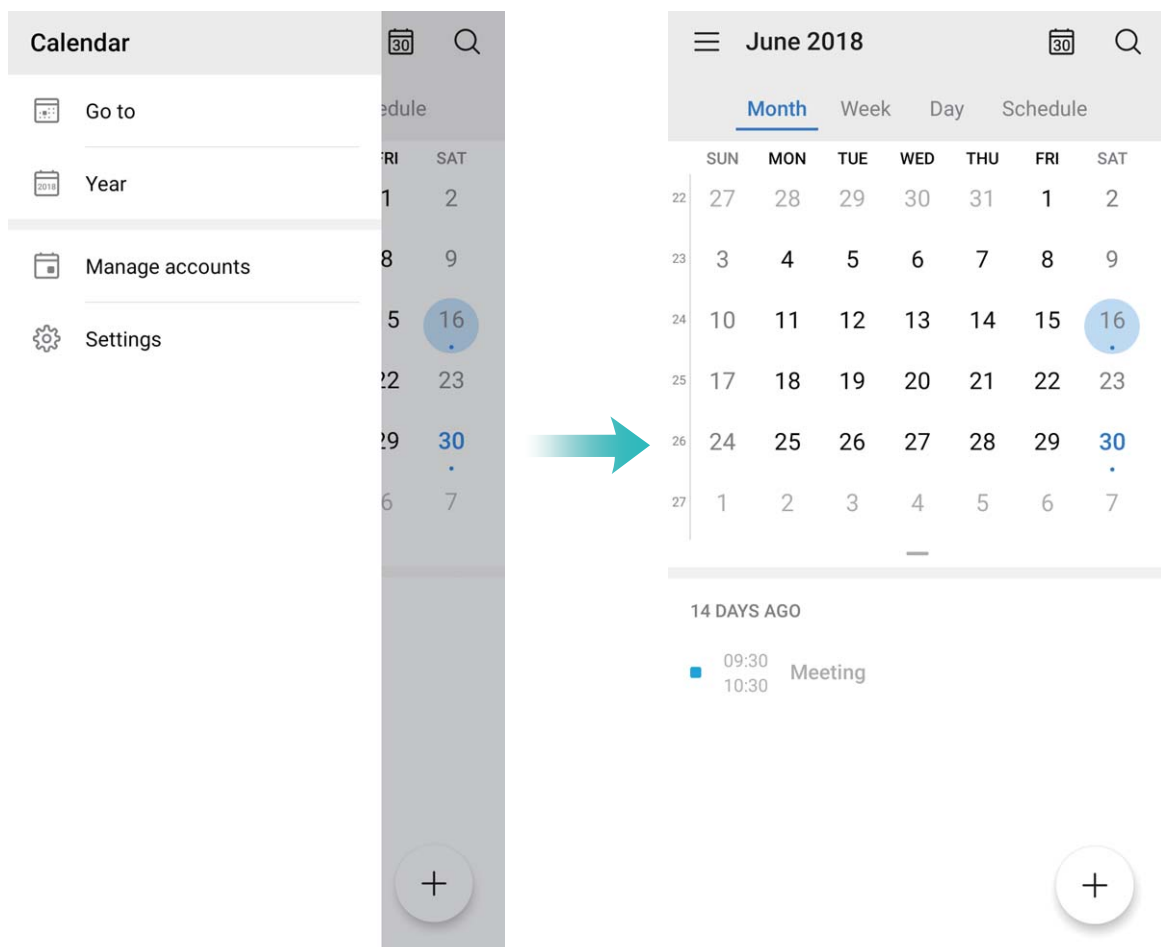 Calendar
30
edule
Go to
RI SAT
2018 Year
1 2
Manage accounts
8 9
5 16
Settings
22 23
29 30
6 7
+
June 2018
30
Month Week Day Schedule
SUN MON TUE WED THU FRI SAT
22 27 28 29 30 31 1 2
23 3 4 5 6 7 8 9
24 10 11 12 13 14 15 16
25 17 18 19 20 21 22 23
26 24 25 26 27 28 29 30
27 1 2 3 4 5 6 7
14 DAYS AGO
09:30
10:30 Meeting
+